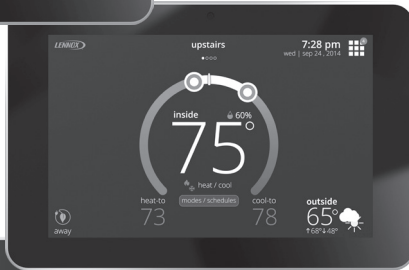 LENNOX
upstairs
7:28 pm
wed | sep 24 , 2014
inside
60%
75°
heat / cool
heat-to
modes / schedules
cool-to
outside
73
78
65°
away
↑68°↓48°